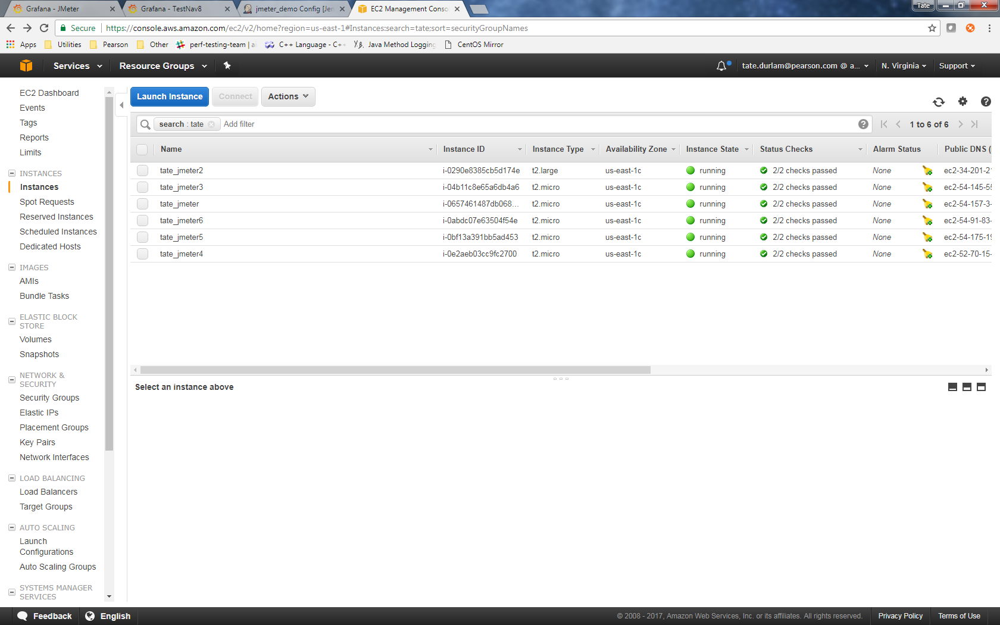 Grafana - JMeter
Grafana - TestNav8
jmeter_demo Config [Jen
EC2 Management Conso
Tate
Secure
https://console.aws.amazon.com/ec2/v2/home?region=us-east-1#Instances:search=tate;sort=securityGroupNames
Apps
Utilities
Pearson
Other
perf-testing-team | a
C++ Language - C+
Java Method Logging
CentOS Mirror
Services
Resource Groups
tate.durlam@pearson.com @ a...
N. Virginia
Support
EC2 Dashboard
Events
Tags
Reports
Limits
INSTANCES
Instances
Spot Requests
Reserved Instances
Scheduled Instances
Dedicated Hosts
IMAGES
AMIs
Bundle Tasks
ELASTIC BLOCK
STORE
Volumes
Snapshots
NETWORK &
SECURITY
Security Groups
Elastic IPs
Placement Groups
Key Pairs
Network Interfaces
LOAD BALANCING
Load Balancers
Target Groups
AUTO SCALING
Launch
Configurations
Auto Scaling Groups
SYSTEMS MANAGER
SERVICES
Launch Instance
Connect
Actions
search : tate
Add filter
1 to 6 of 6
Name Instance ID Instance Type Availability Zone Instance State Status Checks Alarm Status Public DNS (
tate_jmeter2 i-0290e8385cb5d174e t2.large us-east-1c running 2/2 checks passed None ec2-34-201-21
tate_jmeter3 i-04b11c8e65a6db4a6 t2.micro us-east-1c running 2/2 checks passed None ec2-54-145-55
tate_jmeter i-0657461487db068... t2.micro us-east-1c running 2/2 checks passed None ec2-54-157-3-
tate_jmeter6 i-0abdc07e63504f54e t2.micro us-east-1c running 2/2 checks passed None ec2-54-91-83-
tate_jmeter5 i-0bf13a391bb5ad453 t2.micro us-east-1c running 2/2 checks passed None ec2-54-175-19
tate_jmeter4 i-0e2aeb03cc9fc2700 t2.micro us-east-1c running 2/2 checks passed None ec2-52-70-15-
Select an instance above
Feedback
English
© 2008 - 2017, Amazon Web Services, Inc. or its affiliates. All rights reserved.
Privacy Policy
Terms of Use